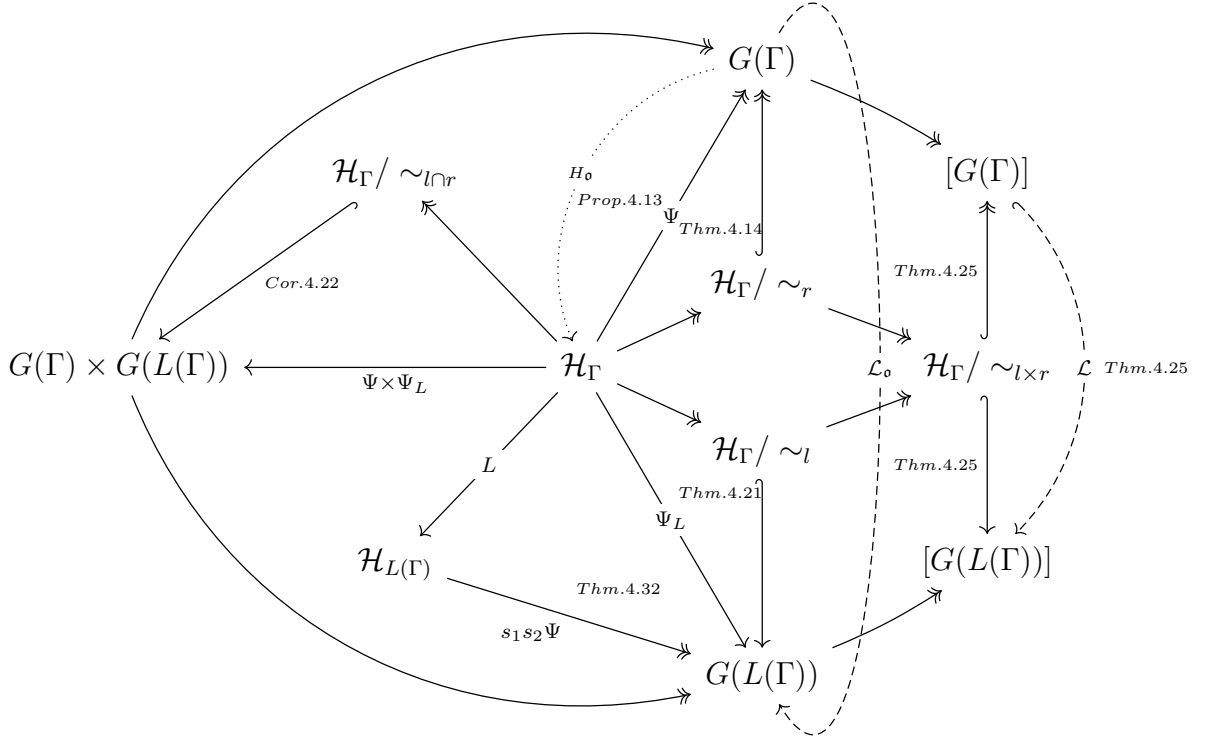 G(Γ)
[G(Γ)]
ℋ_Γ/ ∼_{l∩r}
H_𝔬
Prop.4.13
Ψ
Thm.4.14
Thm.4.25
Cor.4.22
ℋ_Γ/ ∼_r
G(Γ) × G(L(Γ))
Ψ×Ψ_L
ℋ_Γ
ℒ_𝔬
ℋ_Γ/ ∼_{l×r}
ℒ Thm.4.25
ℋ_Γ/ ∼_l
L
Thm.4.21
Thm.4.25
Ψ_L
ℋ_{L(Γ)}
[G(L(Γ))]
Thm.4.32
s_1s_2Ψ
G(L(Γ))